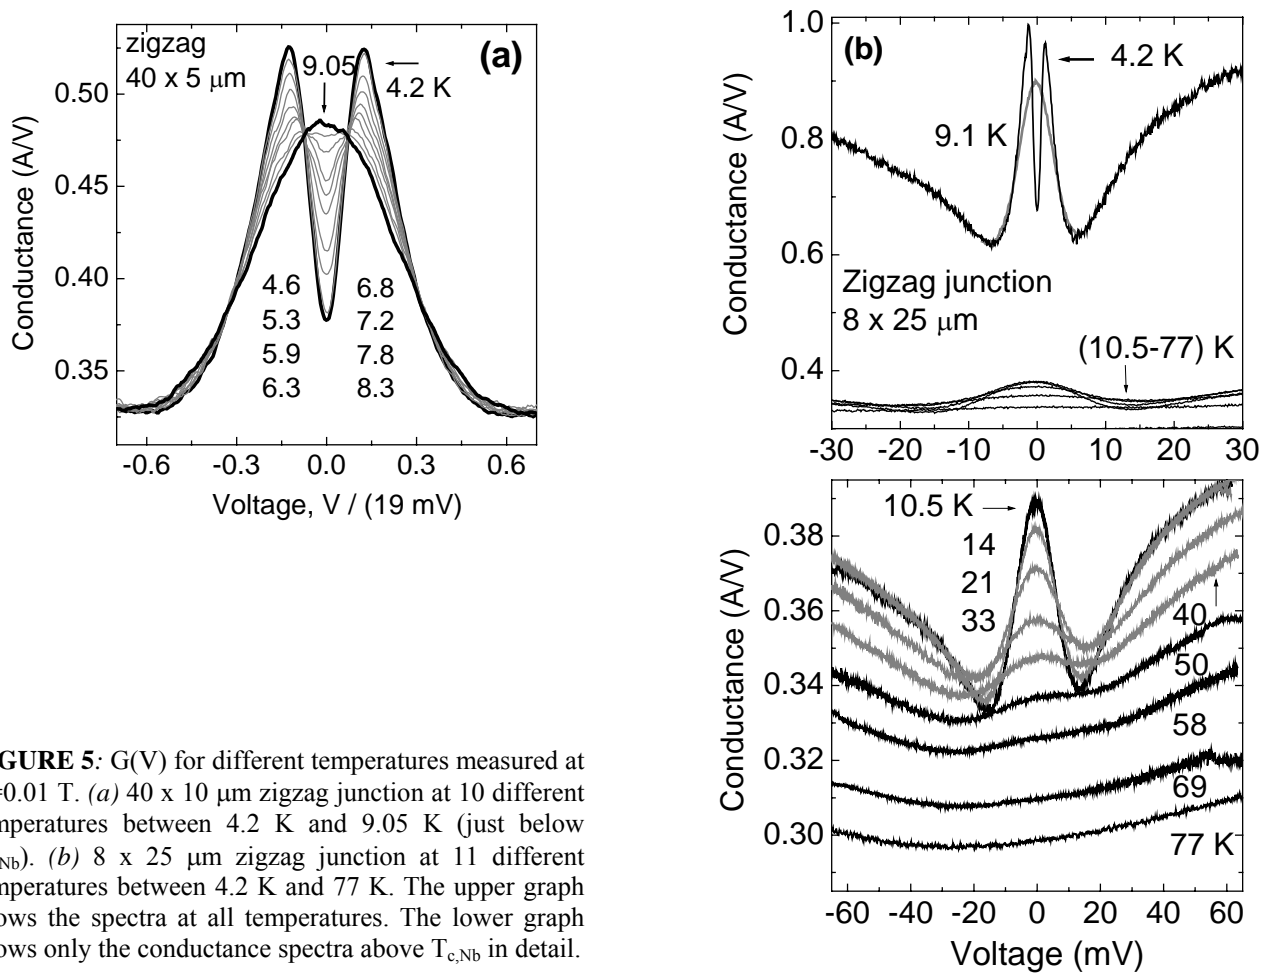 zigzag
40 x 5 μm
9.05
(a)
4.2 K
0.50
0.45
0.40
0.35
Conductance (A/V)
4.6 6.8
5.3 7.2
5.9 7.8
6.3 8.3
-0.6 -0.3 0.0 0.3 0.6
Voltage, V / (19 mV)
(b)
4.2 K
9.1 K
1.0
0.8
0.6
0.4
Conductance (A/V)
Zigzag junction
8 x 25 μm
(10.5-77) K
-30 -20 -10 0 10 20 30
10.5 K
14
21
33
40
50
58
69
77 K
0.38
0.36
0.34
0.32
0.30
Conductance (A/V)
-60 -40 -20 0 20 40 60
Voltage (mV)
GURE 5: G(V) for different temperatures measured at
=0.01 T. (a) 40 x 10 μm zigzag junction at 10 different
mperatures between 4.2 K and 9.05 K (just below
Nb). (b) 8 x 25 μm zigzag junction at 11 different
mperatures between 4.2 K and 77 K. The upper graph
ows the spectra at all temperatures. The lower graph
ows only the conductance spectra above Tc,Nb in detail.